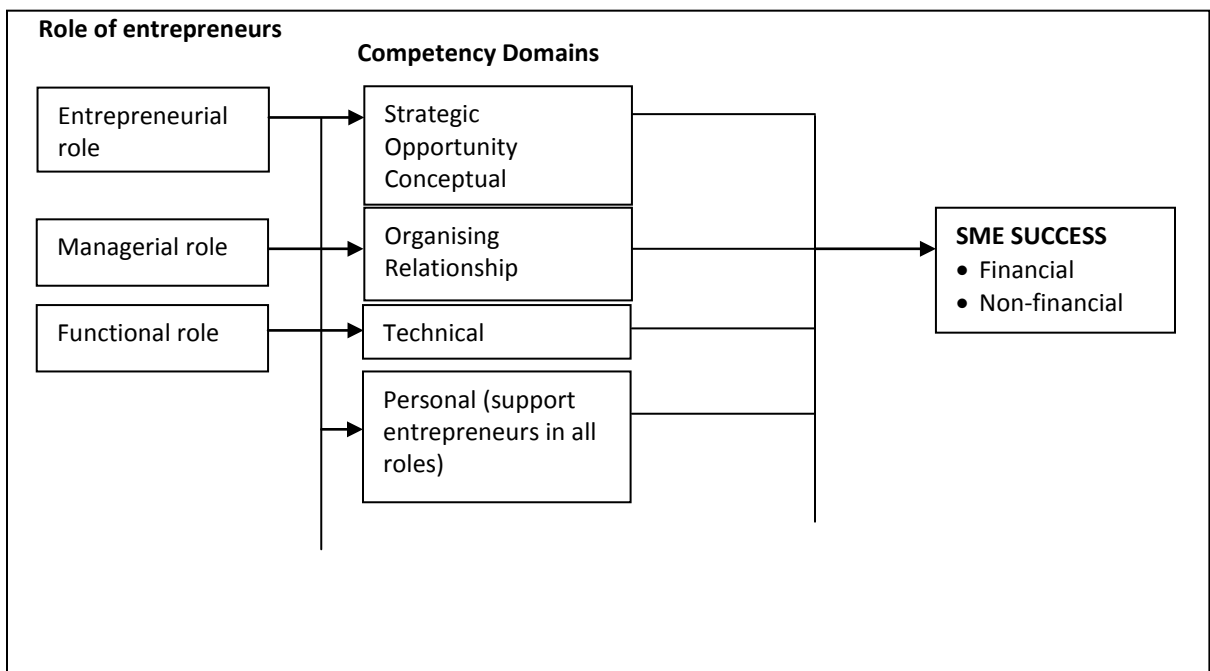 Role of entrepreneurs
Competency Domains
Entrepreneurial
role
Strategic
Opportunity
Conceptual
Managerial role
Organising
Relationship
Functional role
Technical
Personal (support
entrepreneurs in all
roles)
SME SUCCESS
• Financial
• Non-financial